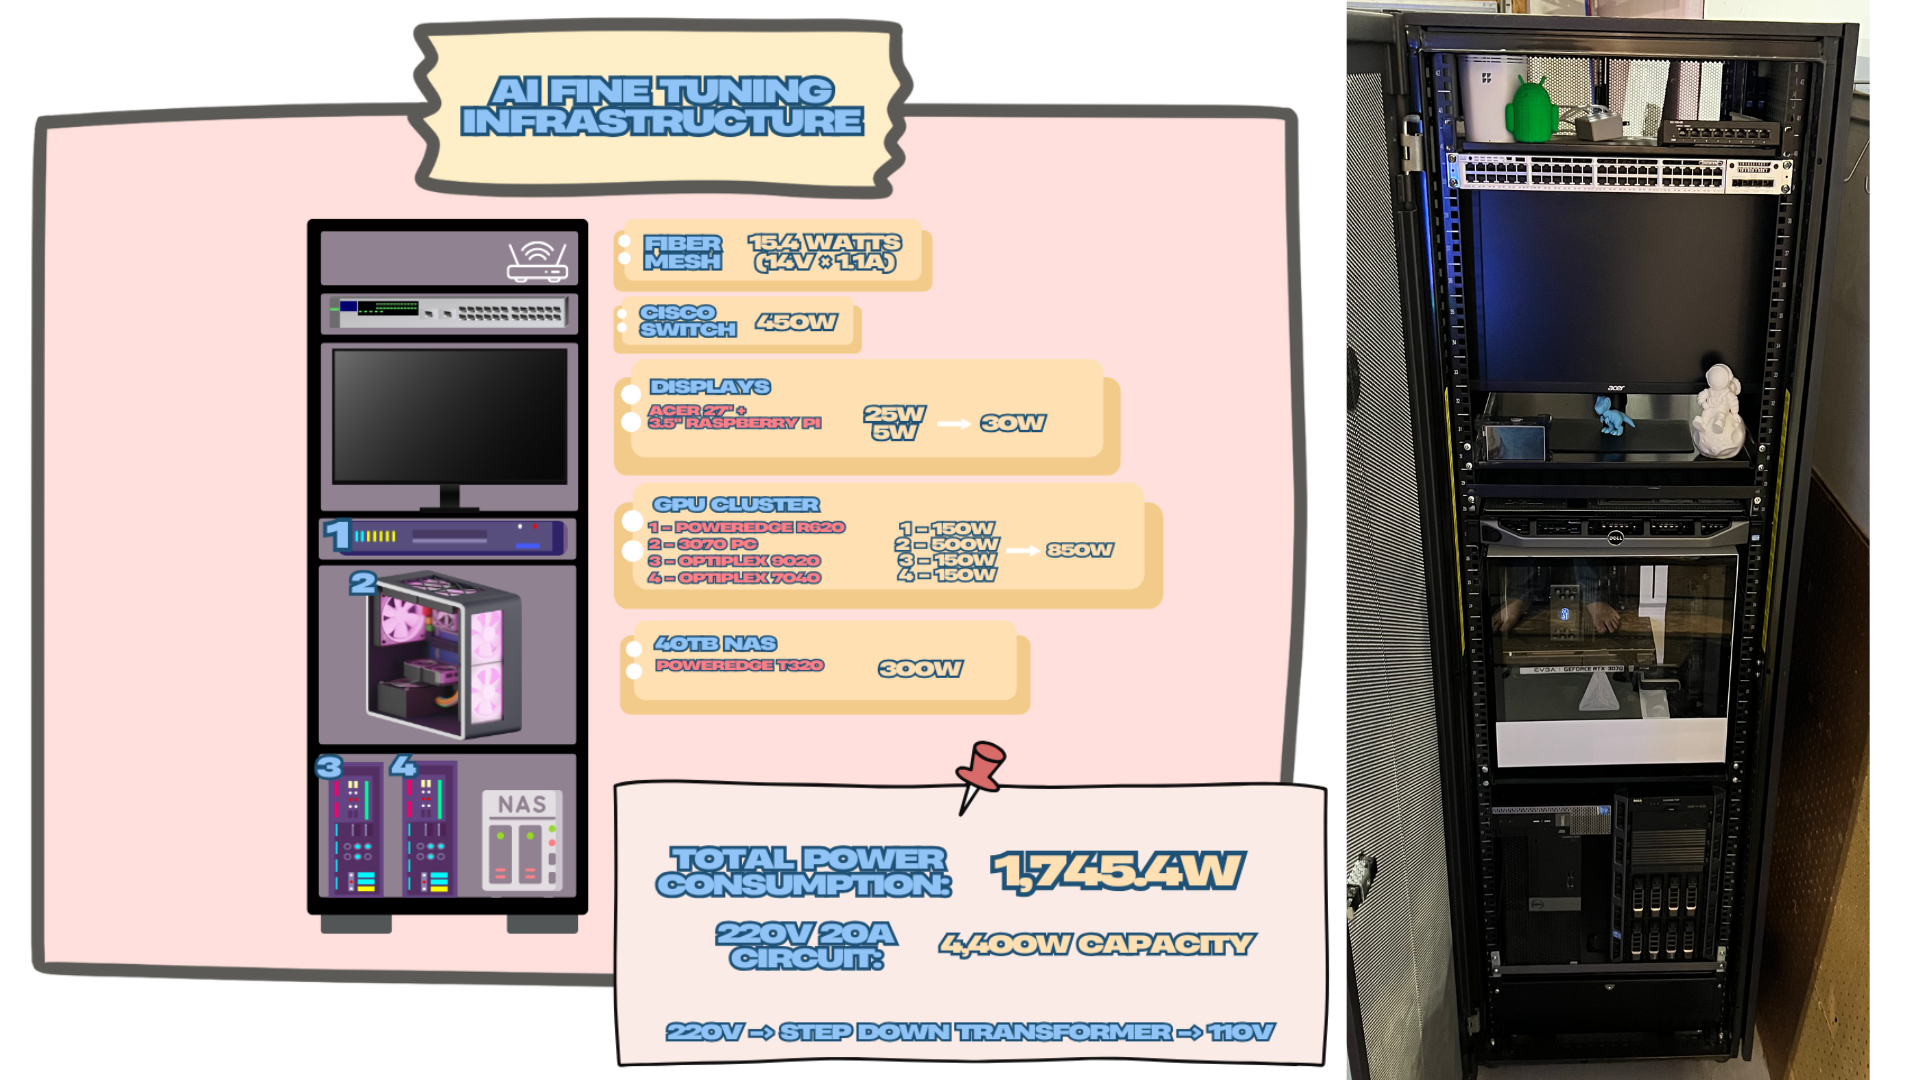 AI FINE TUNING
INFRASTRUCTURE
FIBER
MESH
15.4 WATTS
(14V * 1.1A)
CISCO
SWITCH
450W
DISPLAYS
ACER 27" +
3.5" RASPBERRY PI
25W
5W
30W
1
GPU CLUSTER
1 - POWEREDGE R620
2 - 3070 PC
3 - OPTIPLEX 9020
4 - OPTIPLEX 7040
1 - 150W
2 - 500W
3 - 150W
4 - 150W
850W
2
40TB NAS
POWEREDGE T320
300W
3
4
NAS
TOTAL POWER
CONSUMPTION:
1,745.4W
220V 20A
CIRCUIT:
4,400W CAPACITY
220V -> STEP DOWN TRANSFORMER -> 110V
acer
DELL
EVGA GEFORCE RTX 3070